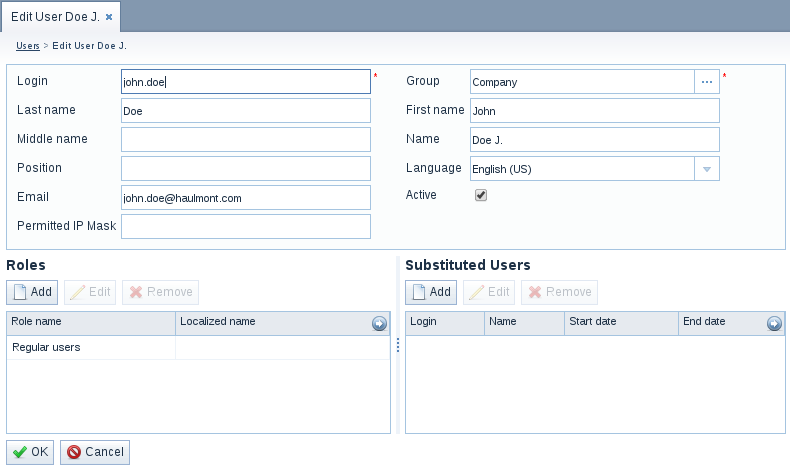 Edit User Doe J.
Users > Edit User Doe J.
Login john.doe * Group Company ... *
Last name Doe First name John
Middle name Name Doe J.
Position Language English (US)
Email john.doe@haulmont.com Active
Permitted IP Mask
Roles Substituted Users
Add Edit Remove Add Edit Remove
Role name Localized name Login Name Start date End date
Regular users
OK Cancel